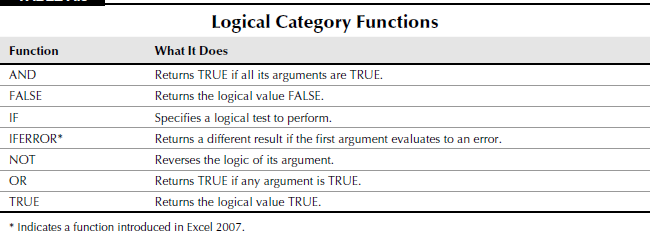 Logical Category Functions
Function What It Does
AND Returns TRUE if all its arguments are TRUE.
FALSE Returns the logical value FALSE.
IF Specifies a logical test to perform.
IFERROR* Returns a different result if the first argument evaluates to an error.
NOT Reverses the logic of its argument.
OR Returns TRUE if any argument is TRUE.
TRUE Returns the logical value TRUE.
* Indicates a function introduced in Excel 2007.